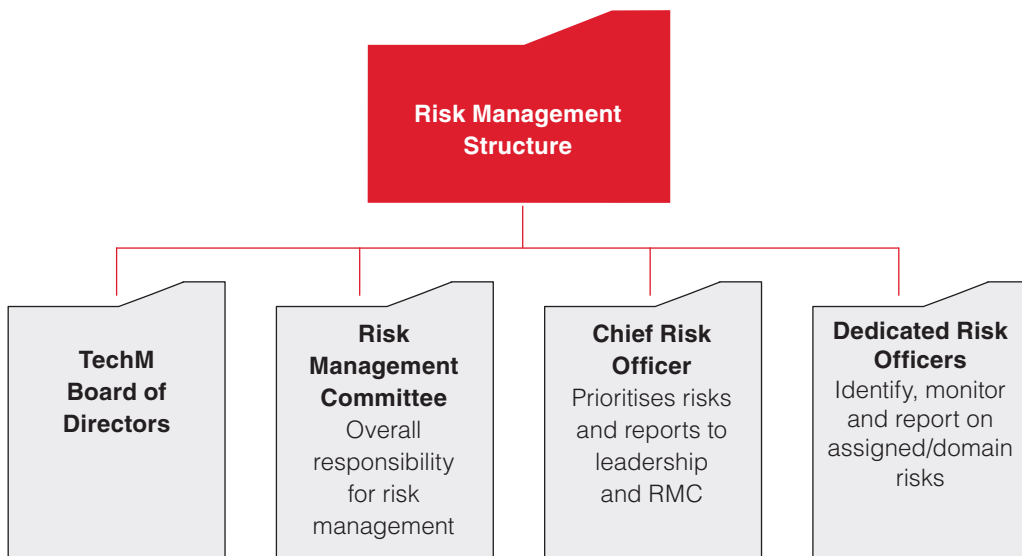 Risk Management
Structure
TechM
Board of
Directors
Risk
Management
Committee
Overall
responsibility
for risk
management
Chief Risk
Officer
Prioritises risks
and reports to
leadership
and RMC
Dedicated Risk
Officers
Identify, monitor
and report on
assigned/domain
risks